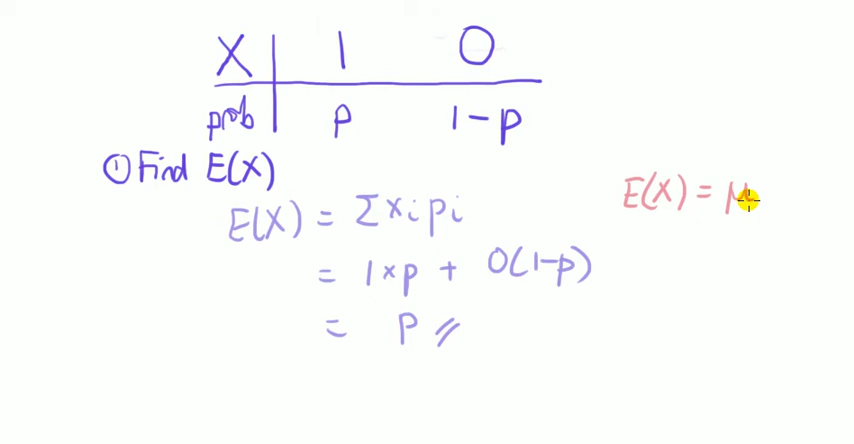 X | 1 0
prob | p 1-p
① Find E(X)
E(X) = Σxipi
E(X) = μ
= 1×p + 0(1-p)
= p //